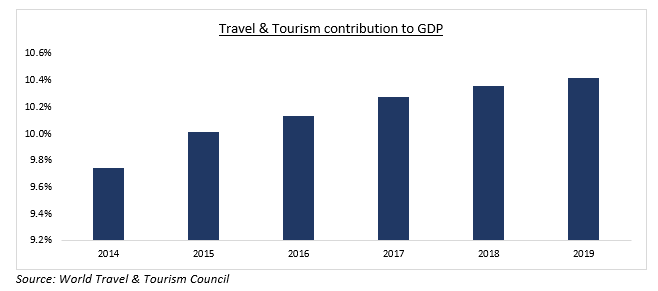 Travel & Tourism contribution to GDP
10.6%
10.4%
10.2%
10.0%
9.8%
9.6%
9.4%
9.2%
2014 2015 2016 2017 2018 2019
Source: World Travel & Tourism Council